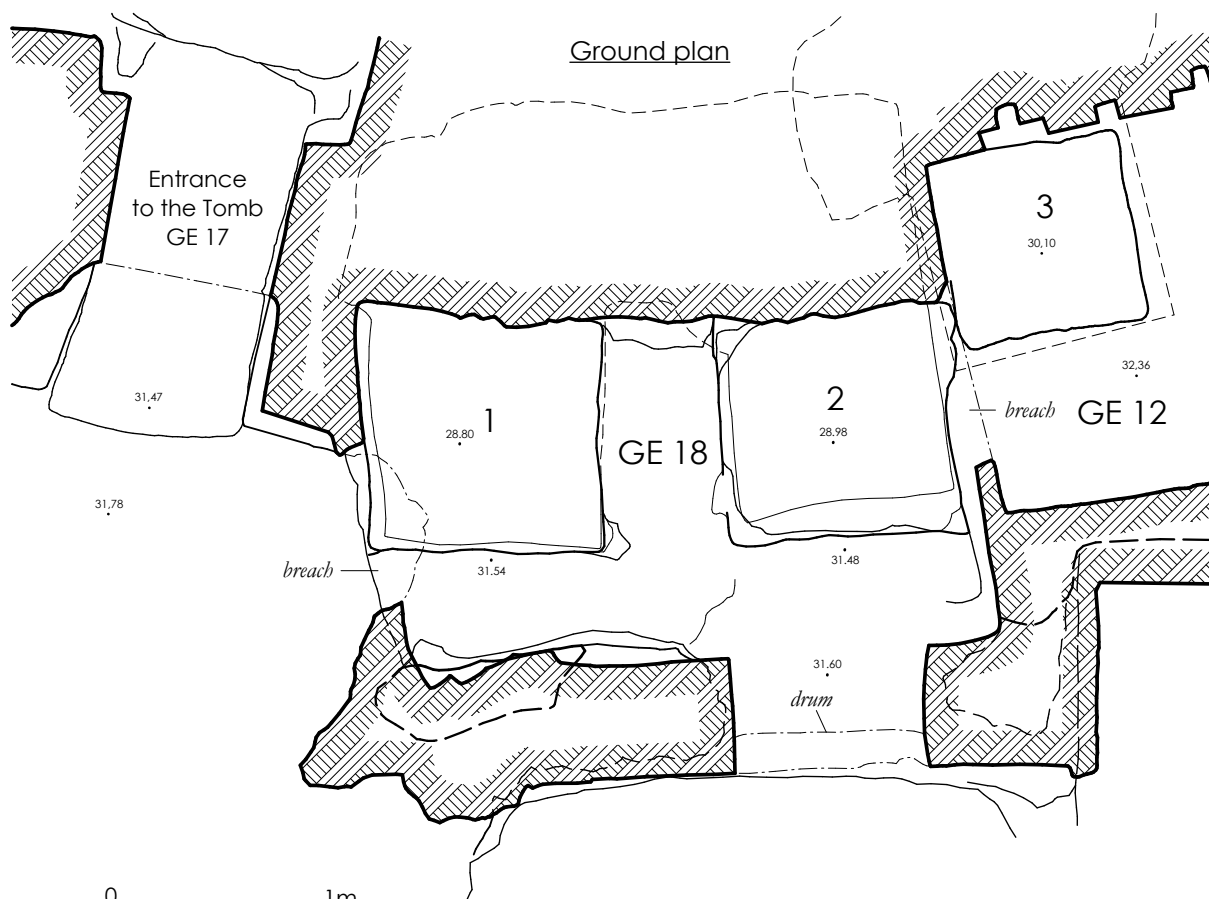 Ground plan
Entrance
to the Tomb
GE 17
3
30,10
32,36
31,47
1
2
breach
GE 12
28.80
28.98
GE 18
31,78
breach
31.54
31.48
31.60
drum
0
1m